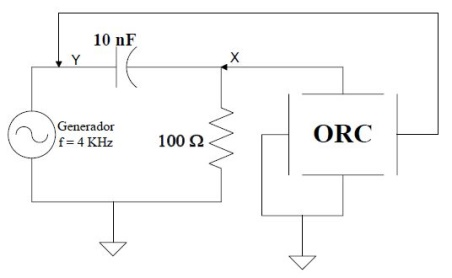 10 nF
Y
X
Generador
f= 4 KHz
100 Ω
ORC